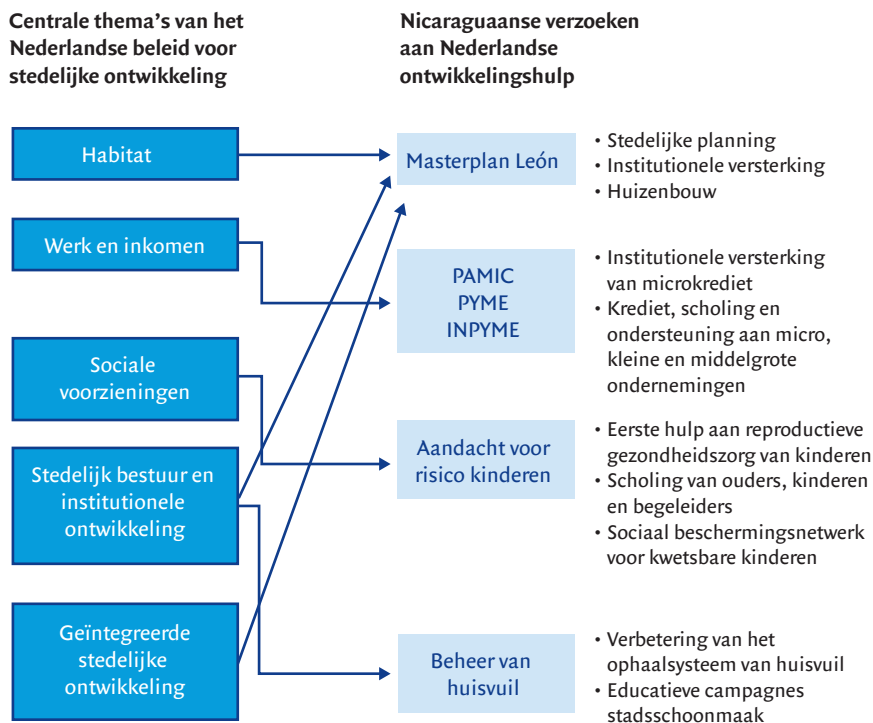 Centrale thema's van het
Nederlandse beleid voor
stedelijke ontwikkeling
Nicaraguaanse verzoeken
aan Nederlandse
ontwikkelingshulp
Habitat
Werk en inkomen
Sociale
voorzieningen
Stedelijk bestuur en
institutionele
ontwikkeling
Geïntegreerde
stedelijke
ontwikkeling
Masterplan León
• Stedelijke planning
• Institutionele versterking
• Huizenbouw
PAMIC
PYME
INPYME
• Institutionele versterking
van microkrediet
• Krediet, scholing en
ondersteuning aan micro,
kleine en middelgrote
ondernemingen
Aandacht voor
risico kinderen
• Eerste hulp aan reproductieve
gezondheidszorg van kinderen
• Scholing van ouders, kinderen
en begeleiders
• Sociaal beschermingsnetwerk
voor kwetsbare kinderen
Beheer van
huisvuil
• Verbetering van het
ophaalsysteem van huisvuil
• Educatieve campagnes
stadsschoonmaak